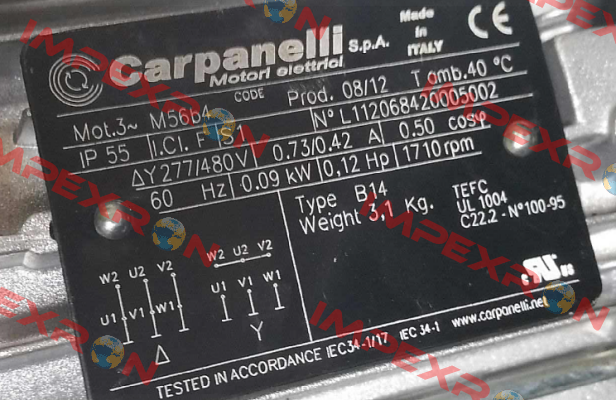 Carpanelli S.p.A. Made in ITALY CE
Motori elettrici
CODE Prod. 08/12 T amb. 40 °C
Mot.3~ M56b4 N° L112068420005002
IP 55 I.Cl. F S1 0.73/0.42 A 0.50 cosφ
ΔY 277/480 V 0.09 kW 0,12 Hp 1710 rpm
60 Hz
Type B14 TEFC
Weight 3,1 Kg. UL 1004
C22.2 - N°100-95
W2 U2 V2 W2 U2 V2
U1 V1 W1 U1 V1 W1
Δ Y
c UR us
TESTED IN ACCORDANCE IEC34-1/17 IEC 34-1 www.carpanelli.net
IMPEXRON